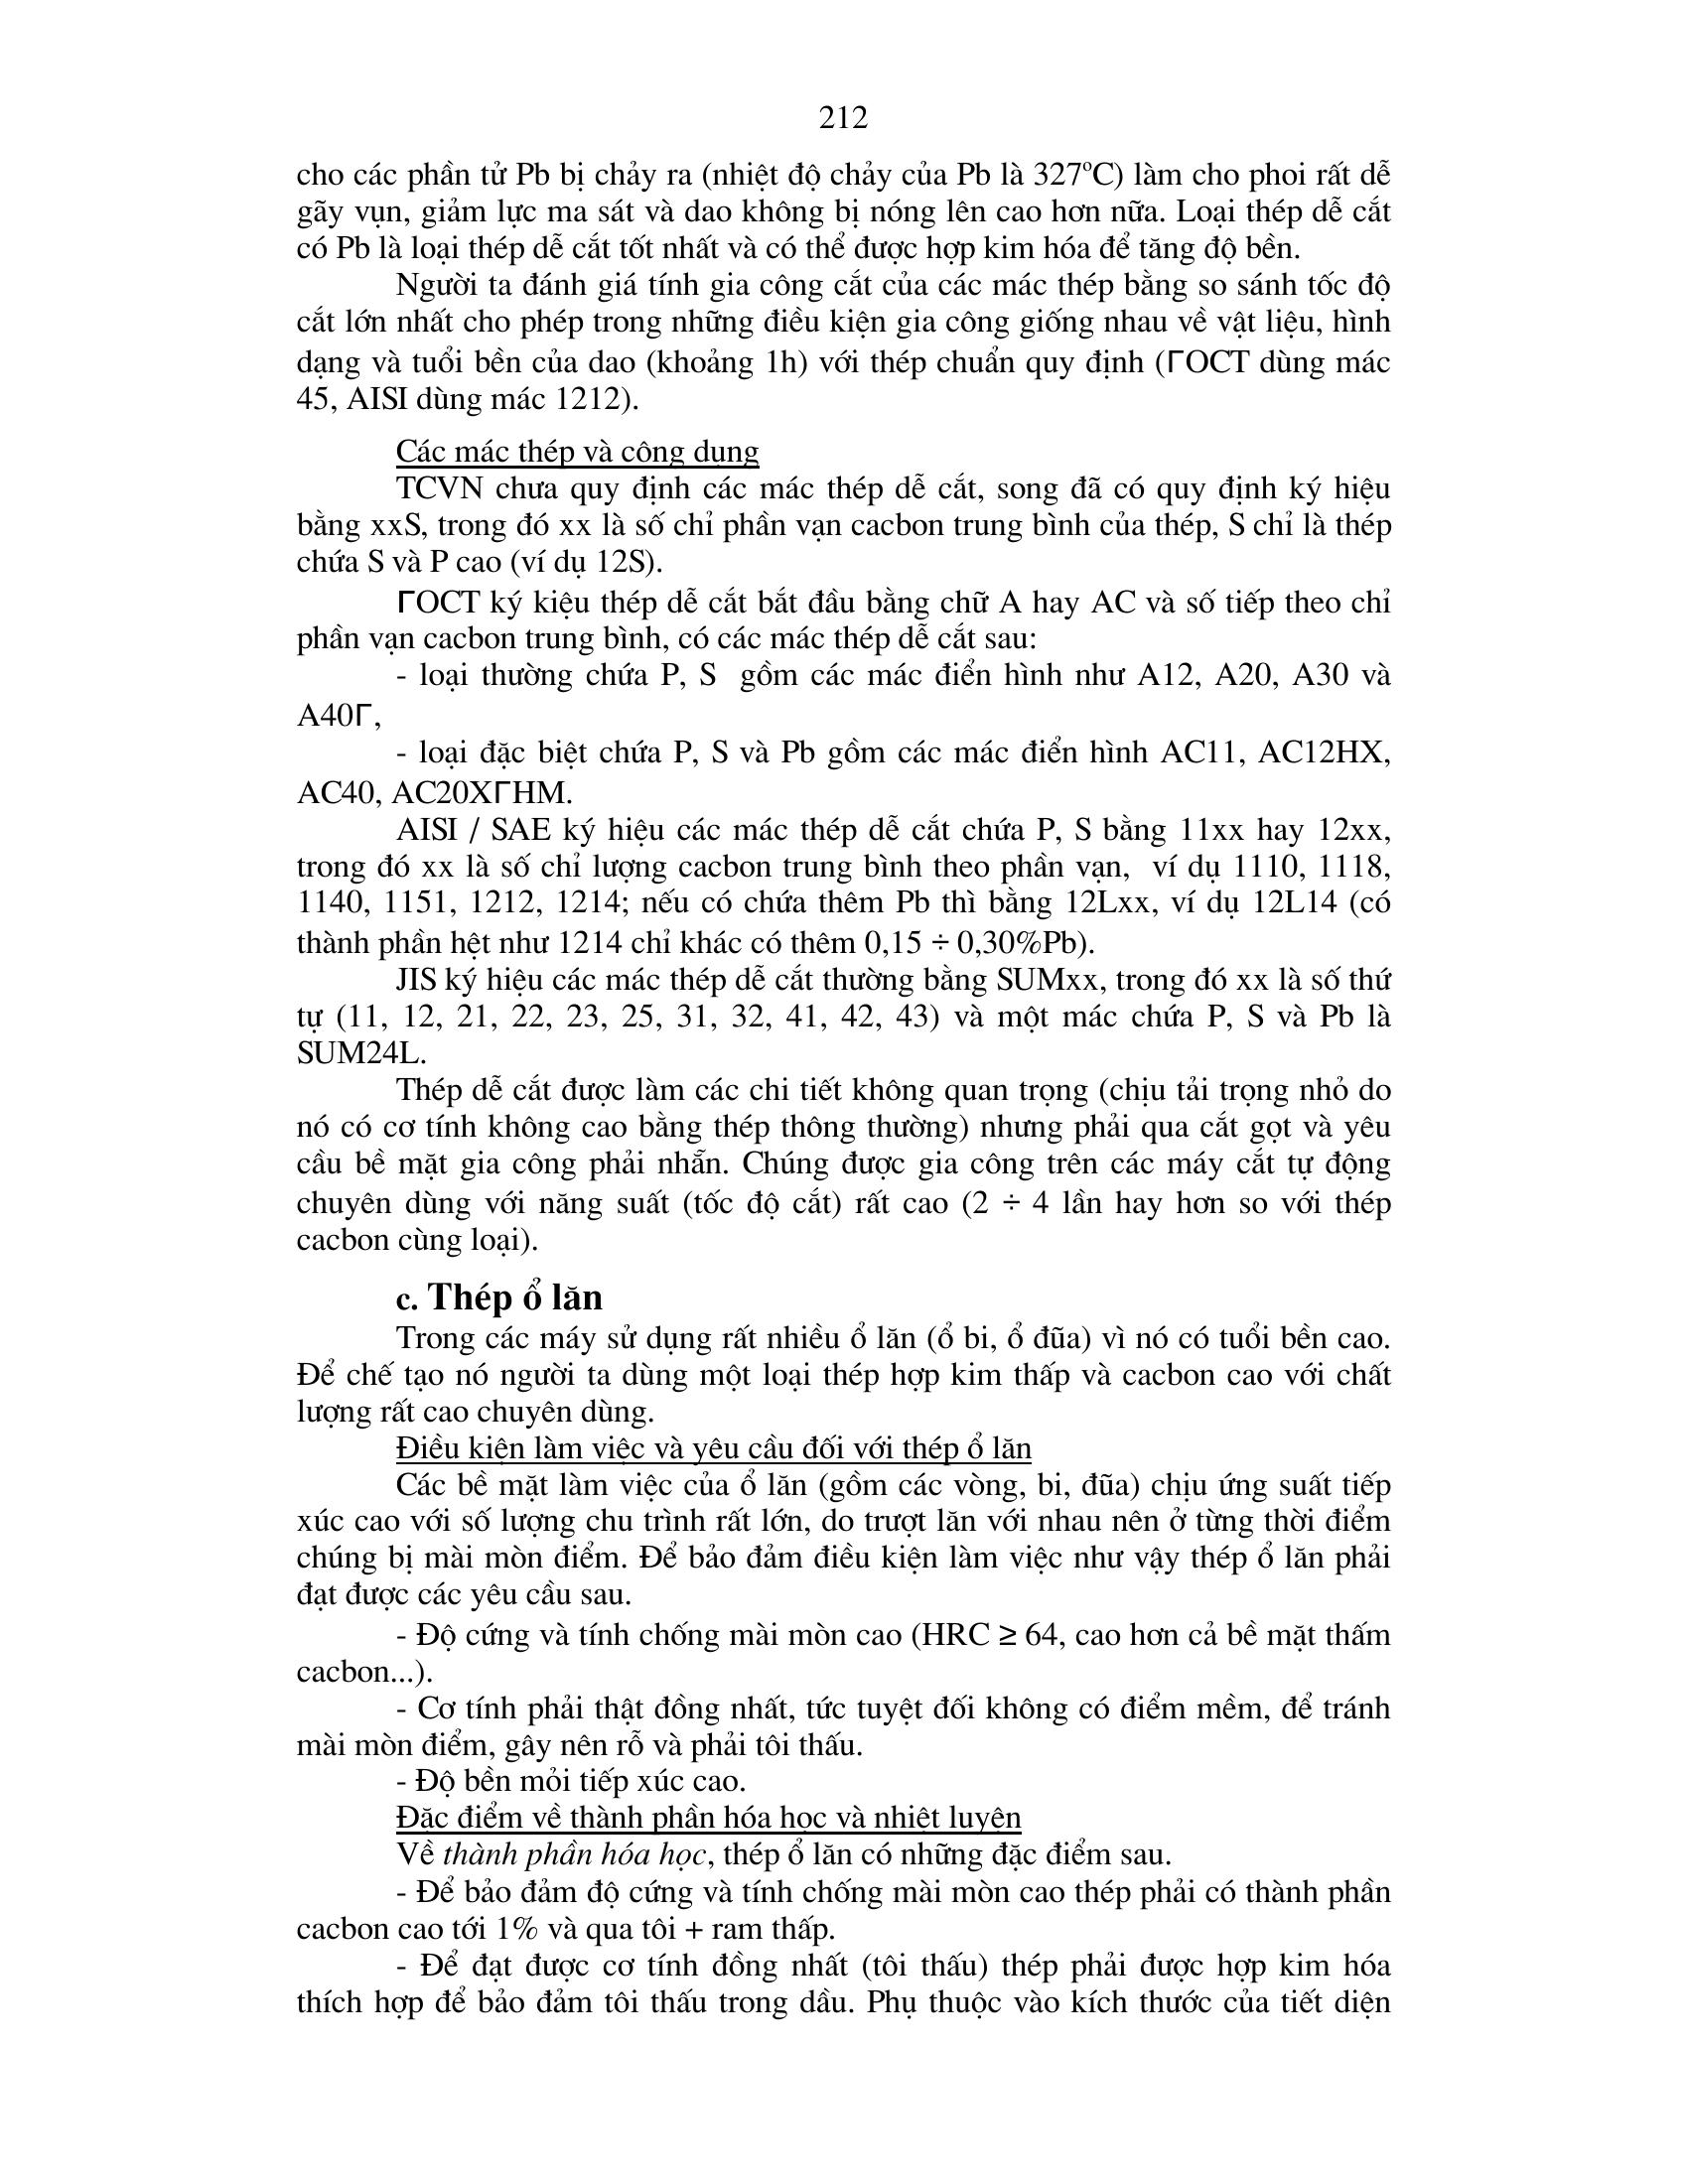 212
cho các phần tử Pb bị chảy ra (nhiệt độ chảy của Pb là 327ºC) làm cho phoi rất dễ
gãy vụn, giảm lực ma sát và dao không bị nóng lên cao hơn nữa. Loại thép dễ cắt
có Pb là loại thép dễ cắt tốt nhất và có thể được hợp kim hóa để tăng độ bền.
Người ta đánh giá tính gia công cắt của các mác thép bằng so sánh tốc độ
cắt lớn nhất cho phép trong những điều kiện gia công giống nhau về vật liệu, hình
dạng và tuổi bền của dao (khoảng 1h) với thép chuẩn quy định (ГOCT dùng mác
45, AISI dùng mác 1212).
Các mác thép và công dụng
TCVN chưa quy định các mác thép dễ cắt, song đã có quy định ký hiệu
bằng xxS, trong đó xx là số chỉ phần vạn cacbon trung bình của thép, S chỉ là thép
chứa S và P cao (ví dụ 12S).
ГOCT ký kiệu thép dễ cắt bắt đầu bằng chữ A hay AC và số tiếp theo chỉ
phần vạn cacbon trung bình, có các mác thép dễ cắt sau:
- loại thường chứa P, S  gồm các mác điển hình như A12, A20, A30 và
A40Г,
- loại đặc biệt chứa P, S và Pb gồm các mác điển hình AC11, AC12HX,
AC40, AC20XГHM.
AISI / SAE ký hiệu các mác thép dễ cắt chứa P, S bằng 11xx hay 12xx,
trong đó xx là số chỉ lượng cacbon trung bình theo phần vạn,  ví dụ 1110, 1118,
1140, 1151, 1212, 1214; nếu có chứa thêm Pb thì bằng 12Lxx, ví dụ 12L14 (có
thành phần hệt như 1214 chỉ khác có thêm 0,15 ÷ 0,30%Pb).
JIS ký hiệu các mác thép dễ cắt thường bằng SUMxx, trong đó xx là số thứ
tự (11, 12, 21, 22, 23, 25, 31, 32, 41, 42, 43) và một mác chứa P, S và Pb là
SUM24L.
Thép dễ cắt được làm các chi tiết không quan trọng (chịu tải trọng nhỏ do
nó có cơ tính không cao bằng thép thông thường) nhưng phải qua cắt gọt và yêu
cầu bề mặt gia công phải nhẵn. Chúng được gia công trên các máy cắt tự động
chuyên dùng với năng suất (tốc độ cắt) rất cao (2 ÷ 4 lần hay hơn so với thép
cacbon cùng loại).
c. Thép ổ lăn
Trong các máy sử dụng rất nhiều ổ lăn (ổ bi, ổ đũa) vì nó có tuổi bền cao.
Để chế tạo nó người ta dùng một loại thép hợp kim thấp và cacbon cao với chất
lượng rất cao chuyên dùng.
Điều kiện làm việc và yêu cầu đối với thép ổ lăn
Các bề mặt làm việc của ổ lăn (gồm các vòng, bi, đũa) chịu ứng suất tiếp
xúc cao với số lượng chu trình rất lớn, do trượt lăn với nhau nên ở từng thời điểm
chúng bị mài mòn điểm. Để bảo đảm điều kiện làm việc như vậy thép ổ lăn phải
đạt được các yêu cầu sau.
- Độ cứng và tính chống mài mòn cao (HRC ≥ 64, cao hơn cả bề mặt thấm
cacbon...).
- Cơ tính phải thật đồng nhất, tức tuyệt đối không có điểm mềm, để tránh
mài mòn điểm, gây nên rỗ và phải tôi thấu.
- Độ bền mỏi tiếp xúc cao.
Đặc điểm về thành phần hóa học và nhiệt luyện
Về thành phần hóa học, thép ổ lăn có những đặc điểm sau.
- Để bảo đảm độ cứng và tính chống mài mòn cao thép phải có thành phần
cacbon cao tới 1% và qua tôi + ram thấp.
- Để đạt được cơ tính đồng nhất (tôi thấu) thép phải được hợp kim hóa
thích hợp để bảo đảm tôi thấu trong dầu. Phụ thuộc vào kích thước của tiết diện